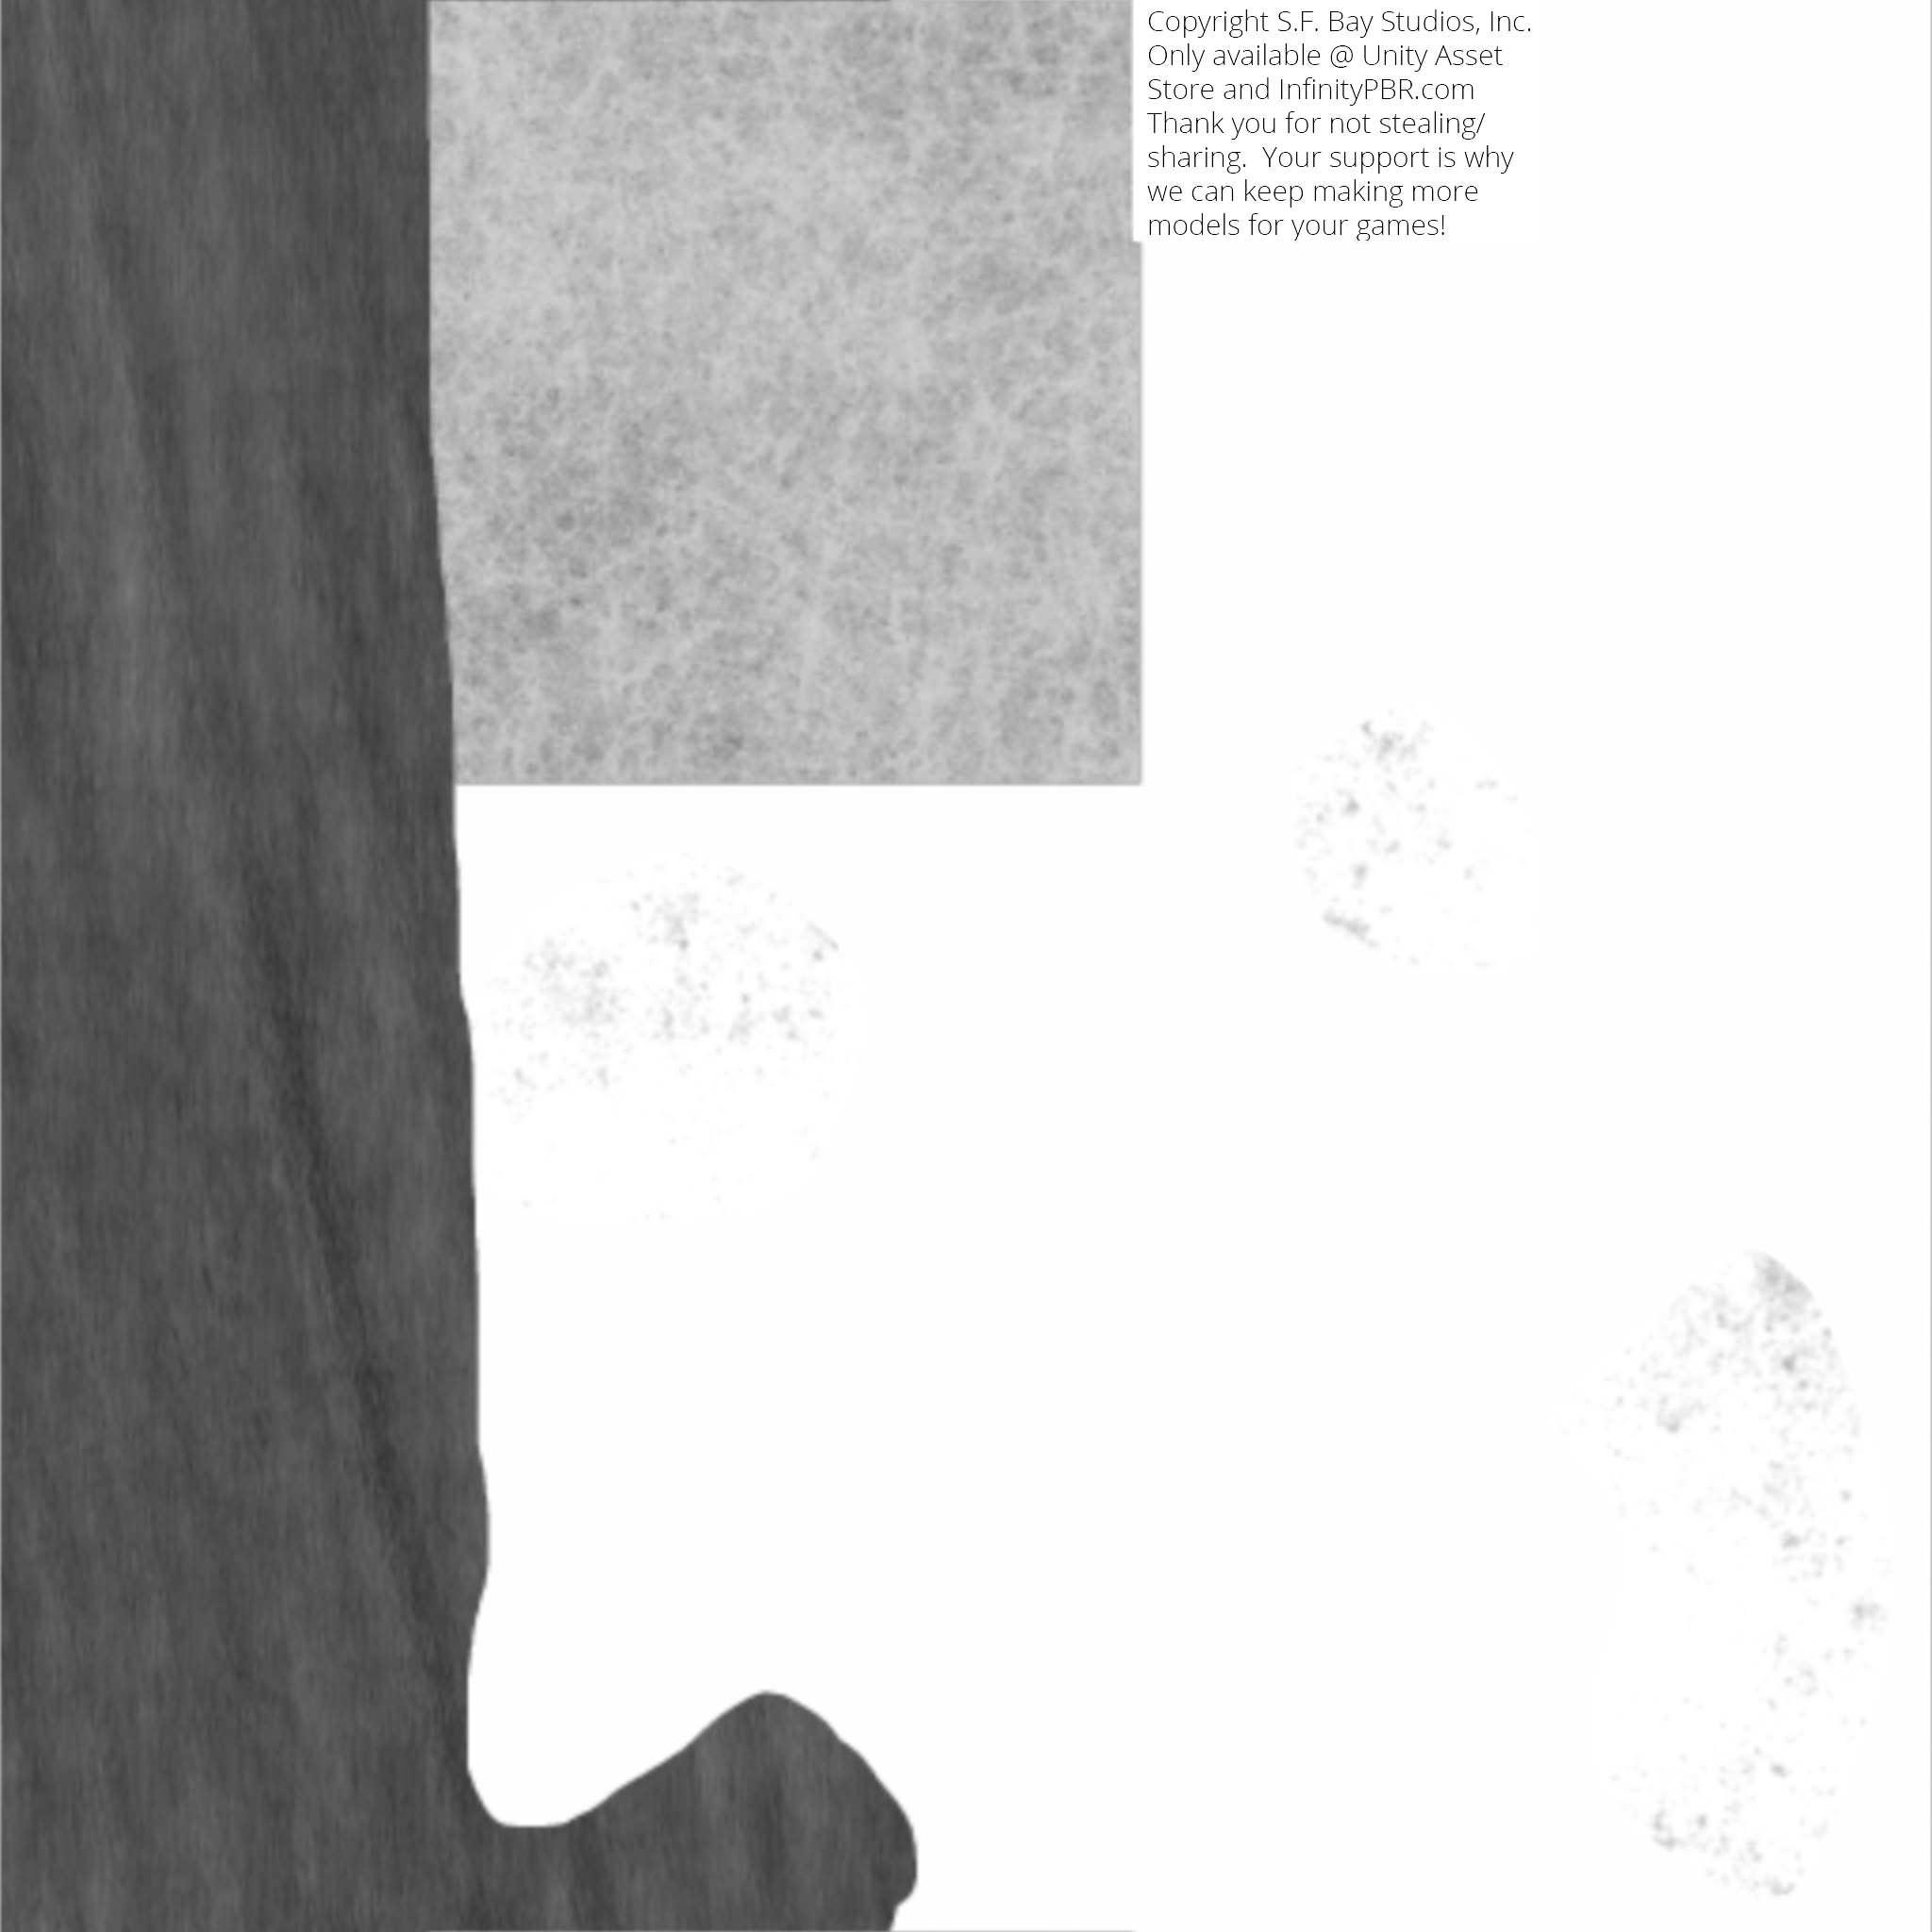 Copyright S.F. Bay Studios, Inc.
Only available @ Unity Asset
Store and InfinityPBR.com
Thank you for not stealing/
sharing.  Your support is why
we can keep making more
models for your games!